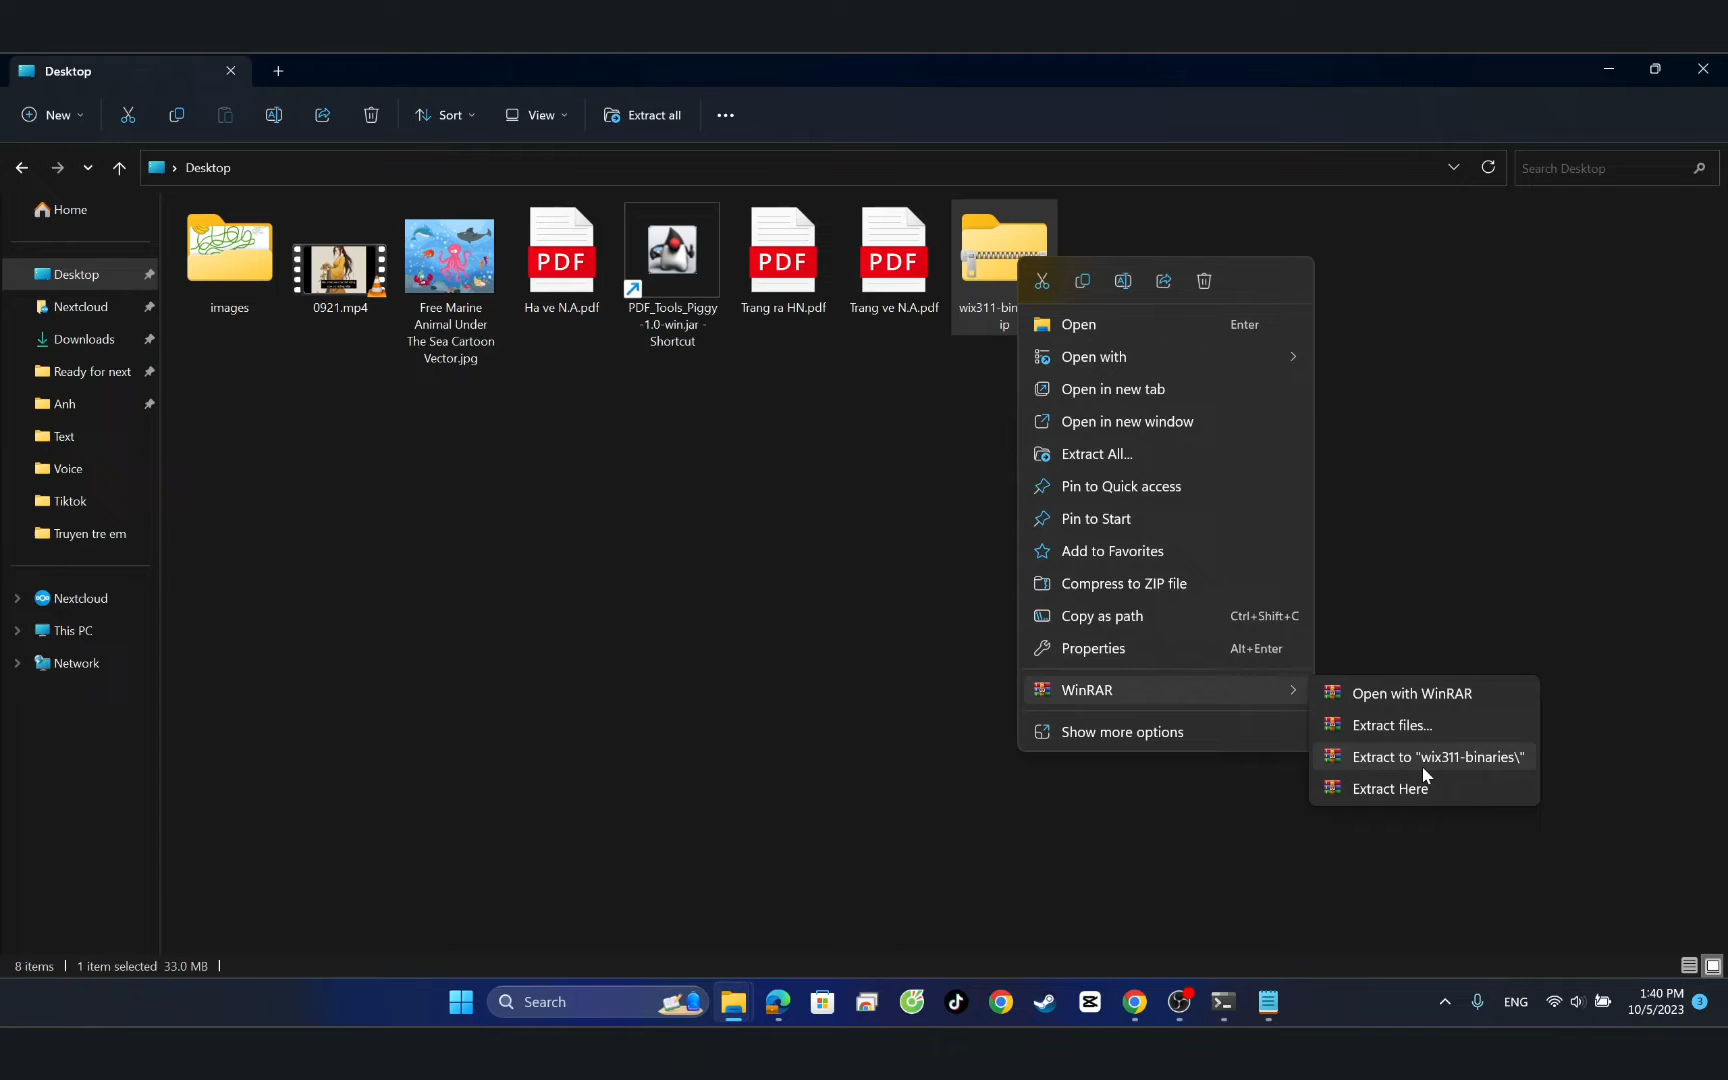 Desktop
New
Sort
View
Extract all
Desktop
Search Desktop
Home
Desktop
Nextcloud
Downloads
Ready for next
Anh
Text
Voice
Tiktok
Truyen tre em
Nextcloud
This PC
Network
images
0921.mp4
Free Marine
Animal Under
The Sea Cartoon
Vector.jpg
PDF
Ha ve N.A.pdf
PDF_Tools_Piggy
-1.0-win.jar -
Shortcut
PDF
Trang ra HN.pdf
PDF
Trang ve N.A.pdf
wix311-bin
ip
Open Enter
Open with
Open in new tab
Open in new window
Extract All...
Pin to Quick access
Pin to Start
Add to Favorites
Compress to ZIP file
Copy as path Ctrl+Shift+C
Properties Alt+Enter
WinRAR
Show more options
Open with WinRAR
Extract files...
Extract to "wix311-binaries\"
Extract Here
8 items 1 item selected 33.0 MB
Search
ENG
1:40 PM
10/5/2023
3